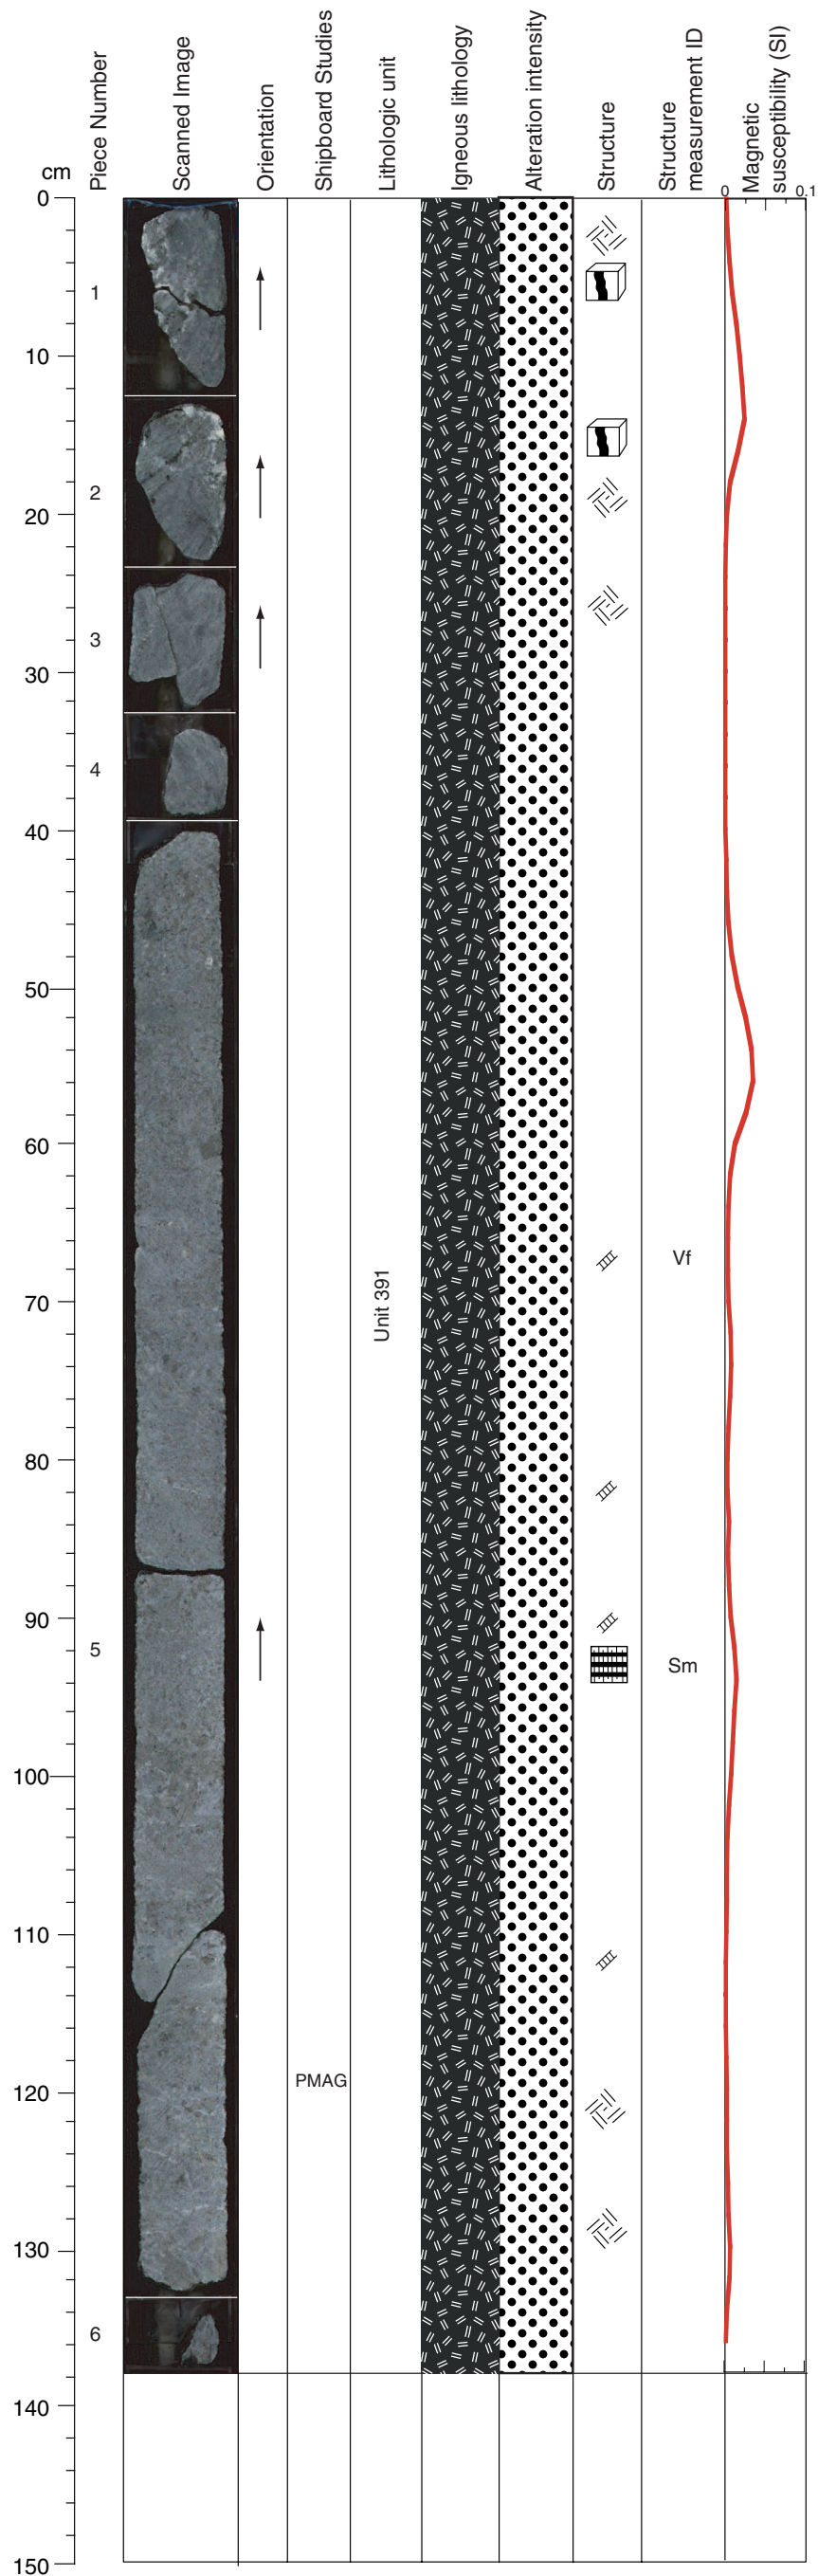 cm
Piece Number
Scanned Image
Orientation
Shipboard Studies
Lithologic unit
Igneous lithology
Alteration intensity
Structure
Structure
measurement ID
Magnetic
susceptibility (SI)
0 0.1
0
1
10
2
20
3
30
4
40
50
60
Vf
Unit 391
70
80
90
5
Sm
100
110
PMAG
120
130
6
140
150